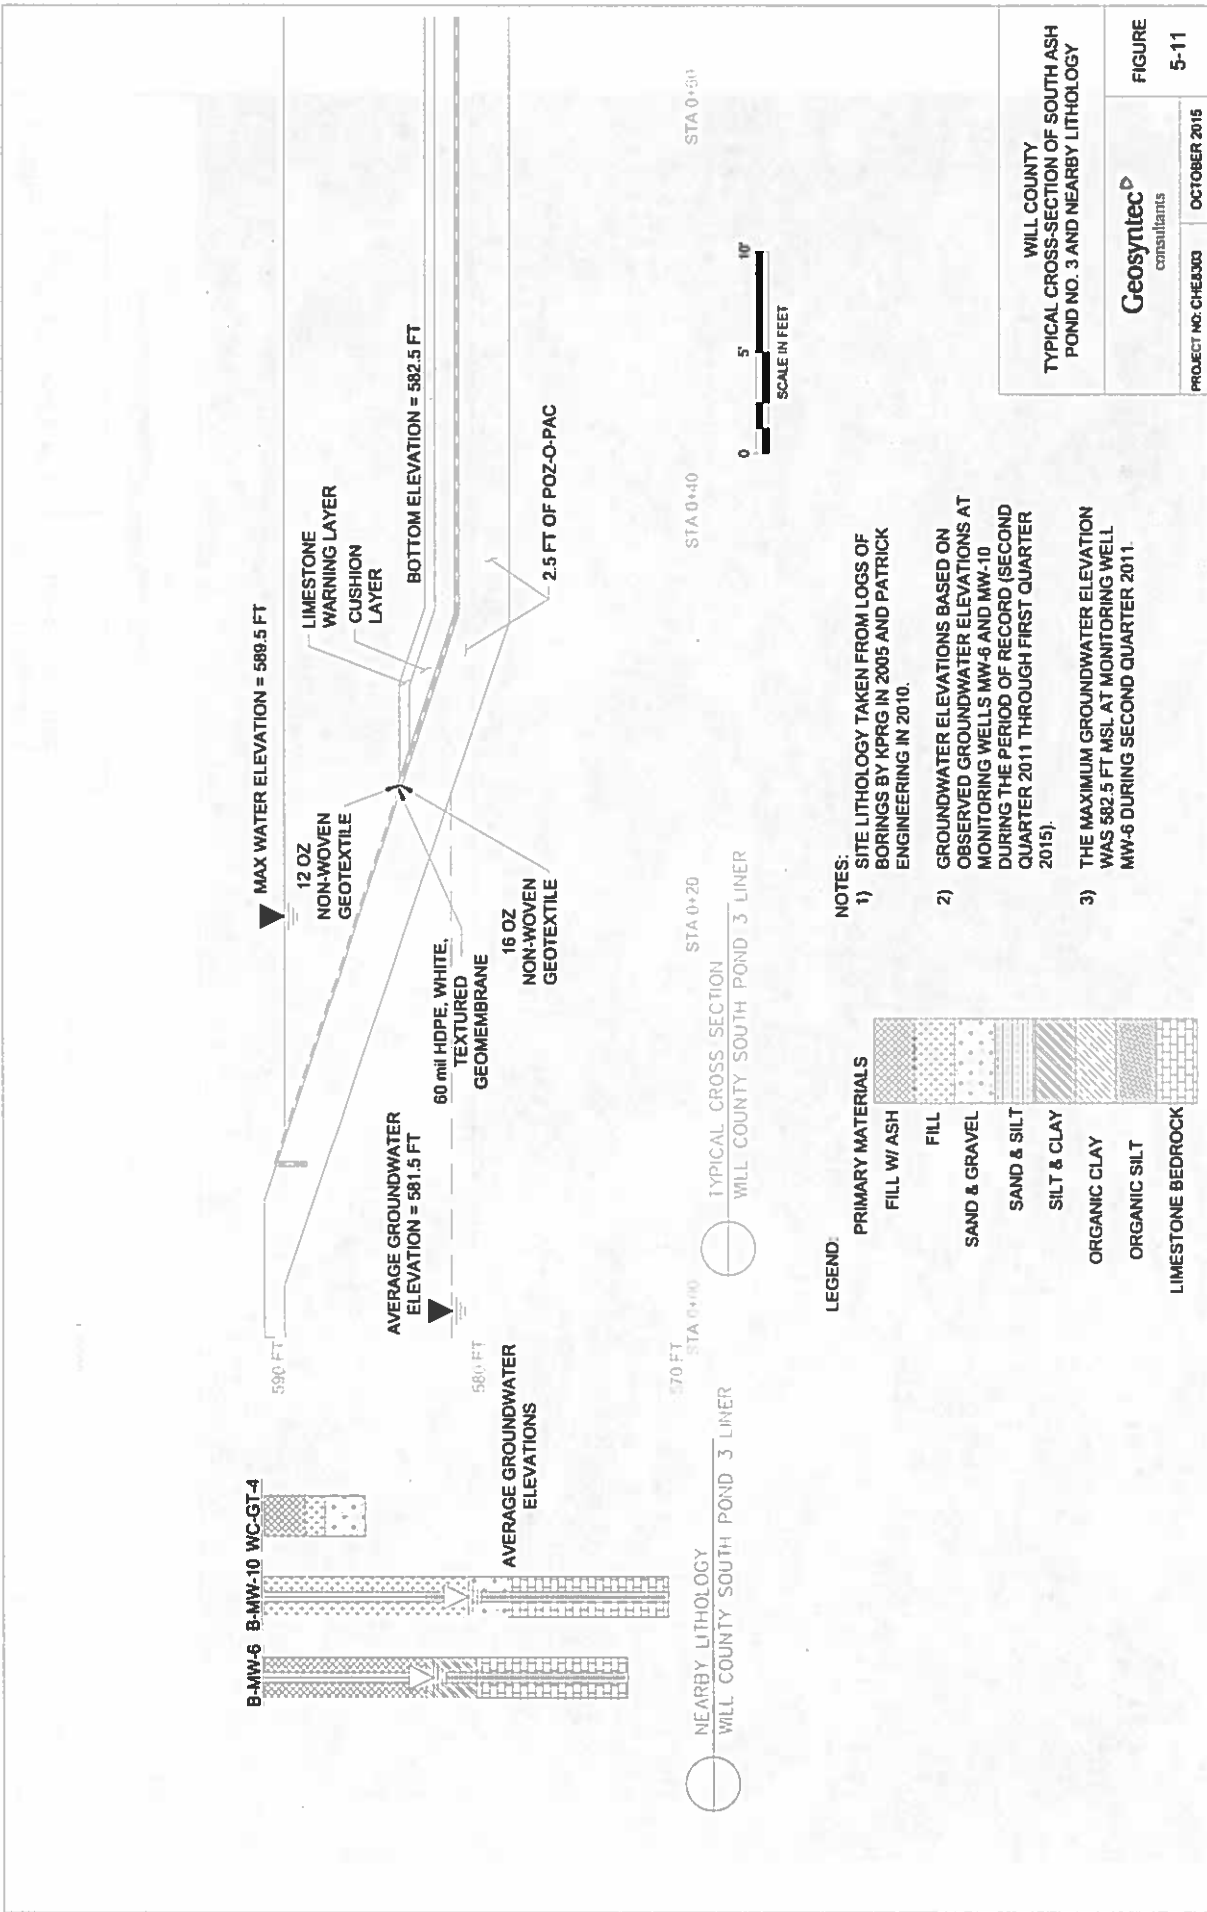 B-MW-6 B-MW-10 WC-GT-4
AVERAGE GROUNDWATER
ELEVATIONS
NEARBY LITHOLOGY
WILL COUNTY SOUTH POND 3 LINER
590 FT
580 FT
570 FT
MAX WATER ELEVATION = 589.5 FT
12 OZ
NON-WOVEN
GEOTEXTILE
LIMESTONE
WARNING LAYER
CUSHION
LAYER
BOTTOM ELEVATION = 582.5 FT
AVERAGE GROUNDWATER
ELEVATION = 581.5 FT
60 mil HDPE, WHITE,
TEXTURED
GEOMEMBRANE
16 OZ
NON-WOVEN
GEOTEXTILE
2.5 FT OF POZ-O-PAC
STA 0+00
STA 0+20
STA 0+40
STA 0+60
TYPICAL CROSS SECTION
WILL COUNTY SOUTH POND 3 LINER
0
5'
10'
SCALE IN FEET
LEGEND:
PRIMARY MATERIALS
FILL W/ ASH
FILL
SAND & GRAVEL
SAND & SILT
SILT & CLAY
ORGANIC CLAY
ORGANIC SILT
LIMESTONE BEDROCK
NOTES:
1) SITE LITHOLOGY TAKEN FROM LOGS OF
BORINGS BY KPRG IN 2005 AND PATRICK
ENGINEERING IN 2010.
2) GROUNDWATER ELEVATIONS BASED ON
OBSERVED GROUNDWATER ELEVATIONS AT
MONITORING WELLS MW-6 AND MW-10
DURING THE PERIOD OF RECORD (SECOND
QUARTER 2011 THROUGH FIRST QUARTER
2015).
3) THE MAXIMUM GROUNDWATER ELEVATION
WAS 582.5 FT MSL AT MONITORING WELL
MW-6 DURING SECOND QUARTER 2011.
WILL COUNTY
TYPICAL CROSS-SECTION OF SOUTH ASH
POND NO. 3 AND NEARBY LITHOLOGY
Geosyntec
consultants
FIGURE
5-11
PROJECT NO: CHE8303
OCTOBER 2015